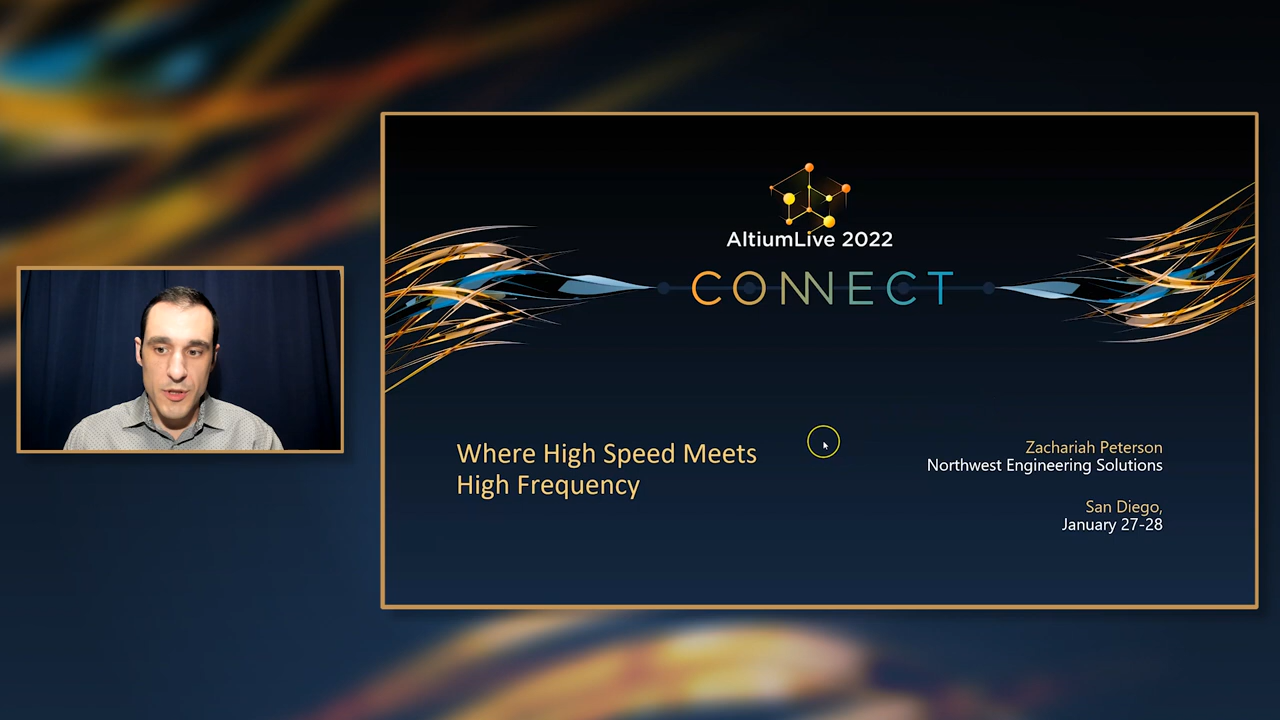 AltiumLive 2022
CONNECT
Where High Speed Meets
High Frequency
Zachariah Peterson
Northwest Engineering Solutions
San Diego,
January 27-28